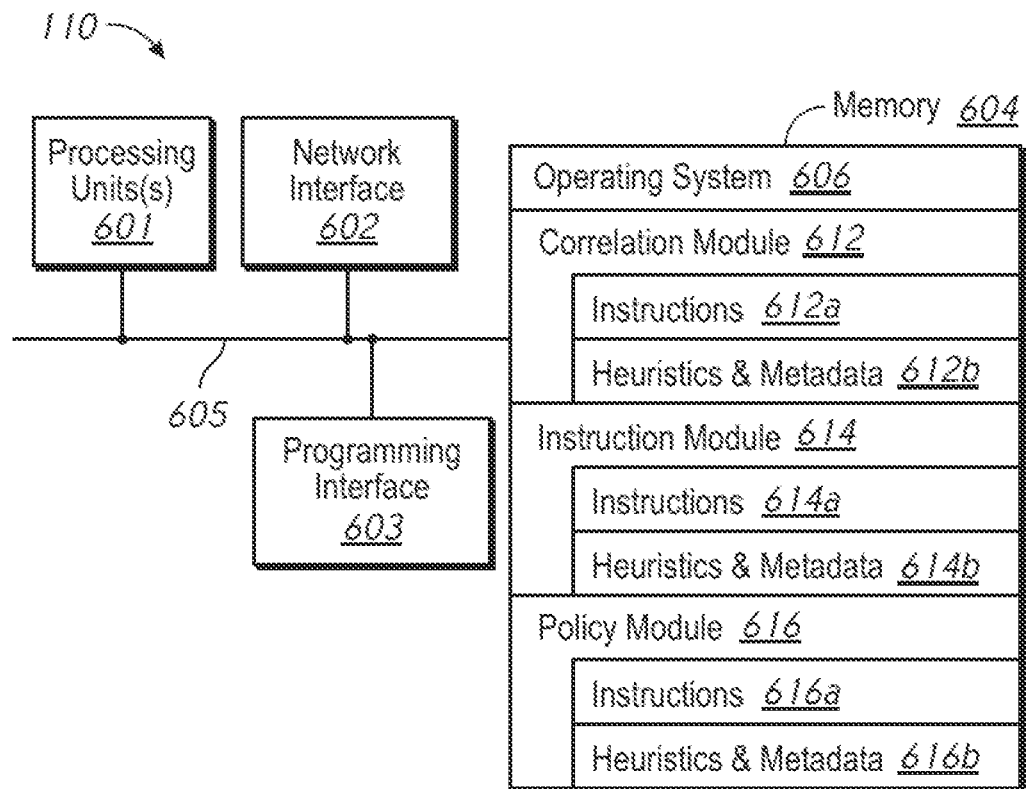 110
Memory 604
Processing
Units(s)
601
Network
Interface
602
605
Programming
Interface
603
Operating System 606
Correlation Module 612
Instructions 612a
Heuristics & Metadata 612b
Instruction Module 614
Instructions 614a
Heuristics & Metadata 614b
Policy Module 616
Instructions 616a
Heuristics & Metadata 616b